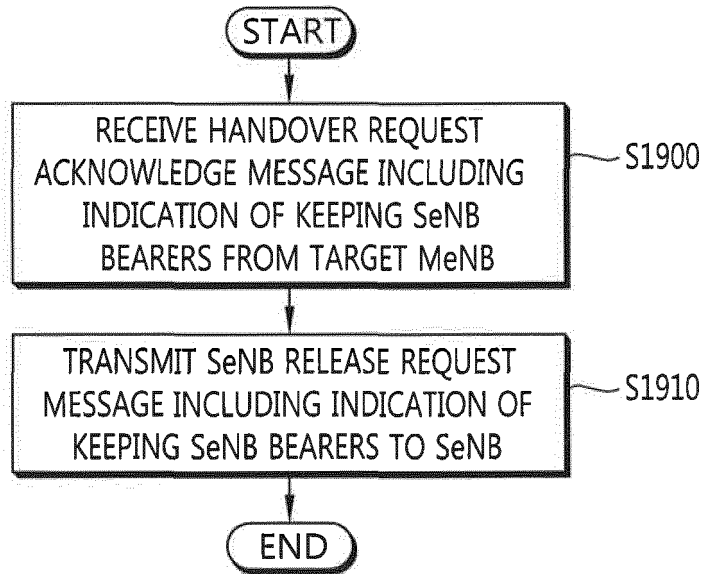 START
RECEIVE HANDOVER REQUEST
ACKNOWLEDGE MESSAGE INCLUDING
INDICATION OF KEEPING SeNB
BEARERS FROM TARGET MeNB
S1900
TRANSMIT SeNB RELEASE REQUEST
MESSAGE INCLUDING INDICATION OF
KEEPING SeNB BEARERS TO SeNB
S1910
END